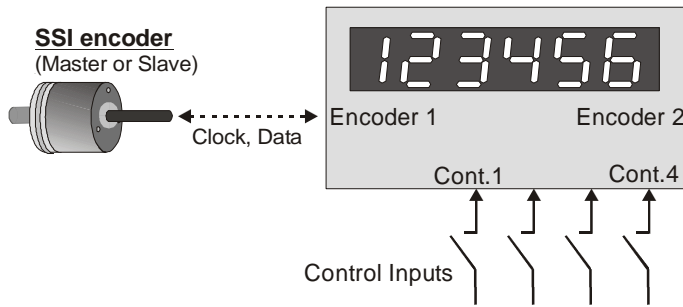 SSI encoder
(Master or Slave)
123456
Encoder 1
Encoder 2
Clock, Data
Cont.1
Cont.4
Control Inputs